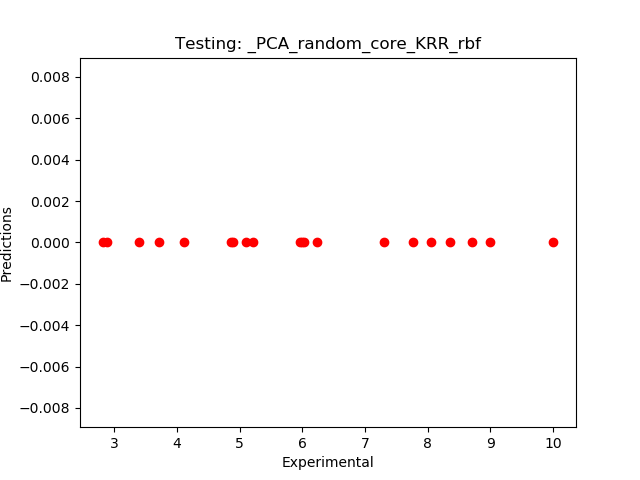 Testing: _PCA_random_core_KRR_rbf
0.008
0.006
0.004
0.002
0.000
−0.002
−0.004
−0.006
−0.008
Predictions
3 4 5 6 7 8 9 10
Experimental